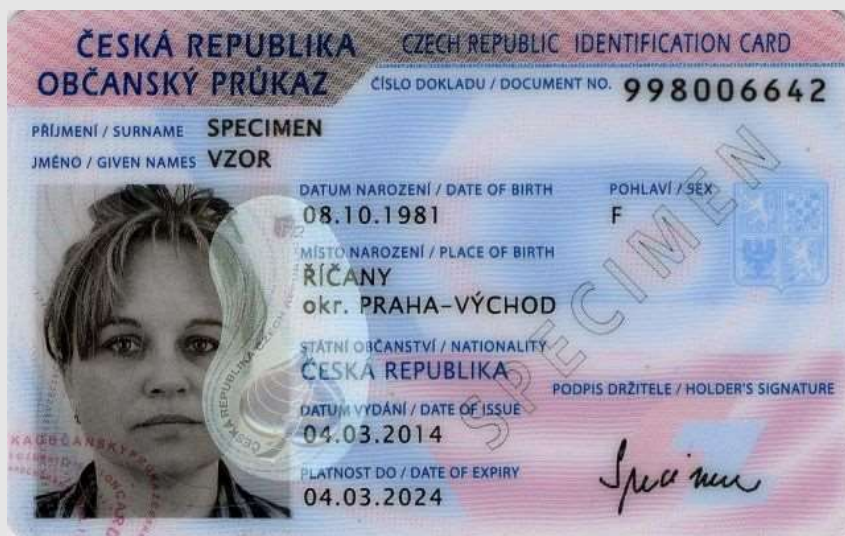 ČESKÁ REPUBLIKA CZECH REPUBLIC IDENTIFICATION CARD
OBČANSKÝ PRŮKAZ ČÍSLO DOKLADU / DOCUMENT NO. 998006642
PŘÍJMENÍ / SURNAME SPECIMEN
JMÉNO / GIVEN NAMES VZOR
DATUM NAROZENÍ / DATE OF BIRTH POHLAVÍ / SEX
08.10.1981 F
MÍSTO NAROZENÍ / PLACE OF BIRTH
ŘÍČANY
okr. PRAHA-VÝCHOD
STÁTNÍ OBČANSTVÍ / NATIONALITY
ČESKÁ REPUBLIKA
PODPIS DRŽITELE / HOLDER'S SIGNATURE
DATUM VYDÁNÍ / DATE OF ISSUE
04.03.2014
PLATNOST DO / DATE OF EXPIRY
04.03.2024
Specimen
SPECIMEN
ČESKÁ REPUBLIKA CZECH